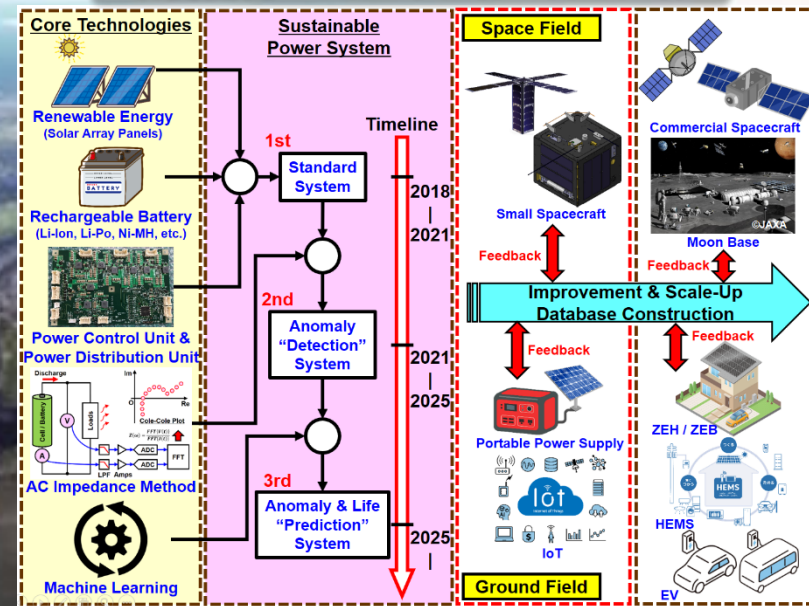 Core Technologies
Renewable Energy
(Solar Array Panels)
BATTERY
Rechargeable Battery
(Li-Ion, Li-Po, Ni-MH, etc.)
Power Control Unit &
Power Distribution Unit
Discharge
Cell / Battery
V
A
Loads
Im
O
Re
Cole-Cole Plot
ADC
ADC
FFT
LPF Amps
AC Impedance Method
Machine Learning
Sustainable
Power System
Timeline
1st
Standard
System
2nd
Anomaly
“Detection”
System
3rd
Anomaly & Life
“Prediction”
System
2018
|
2021
2021
|
2025
2025
|
Space Field
Small Spacecraft
Commercial Spacecraft
©JAXA
Moon Base
Feedback
Feedback
Improvement & Scale-Up
Database Construction
Feedback
Feedback
Portable Power Supply
IoT
IoT
ZEH / ZEB
HEMS
HEMS
EV
Ground Field